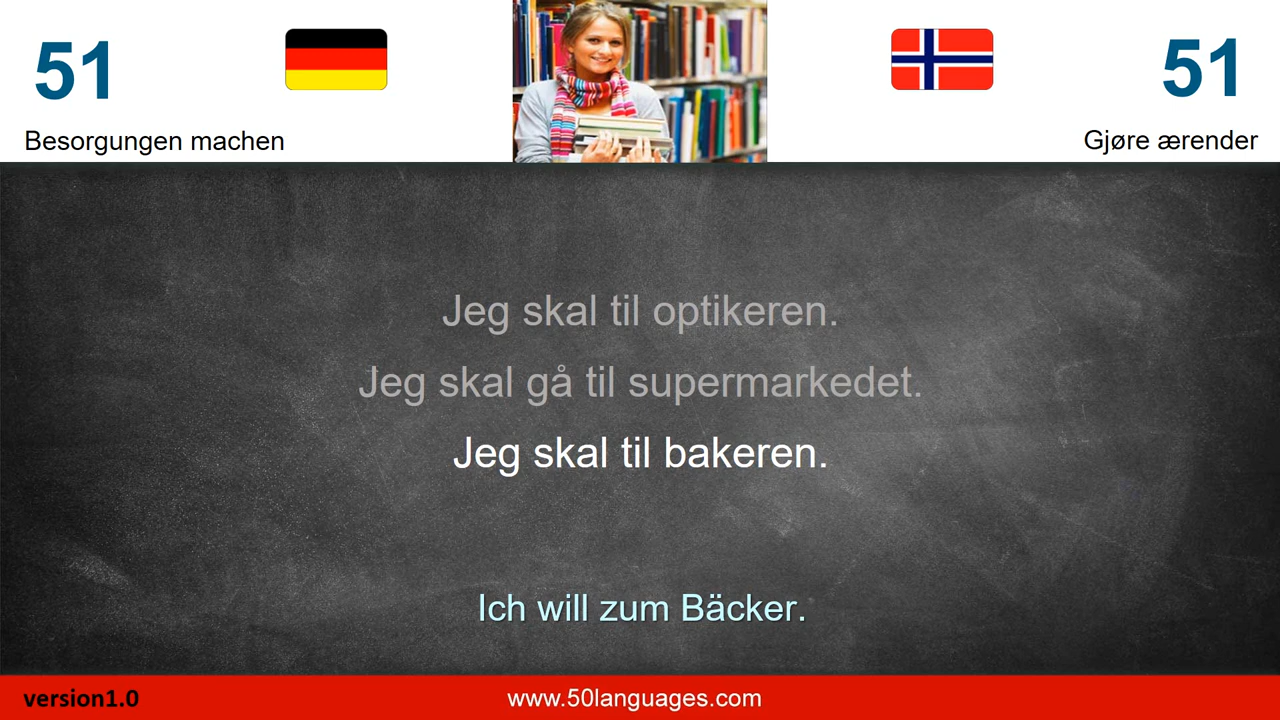 51
51
Besorgungen machen
Gjøre ærender
Jeg skal til optikeren.
Jeg skal gå til supermarkedet.
Jeg skal til bakeren.
Ich will zum Bäcker.
version1.0
www.50languages.com